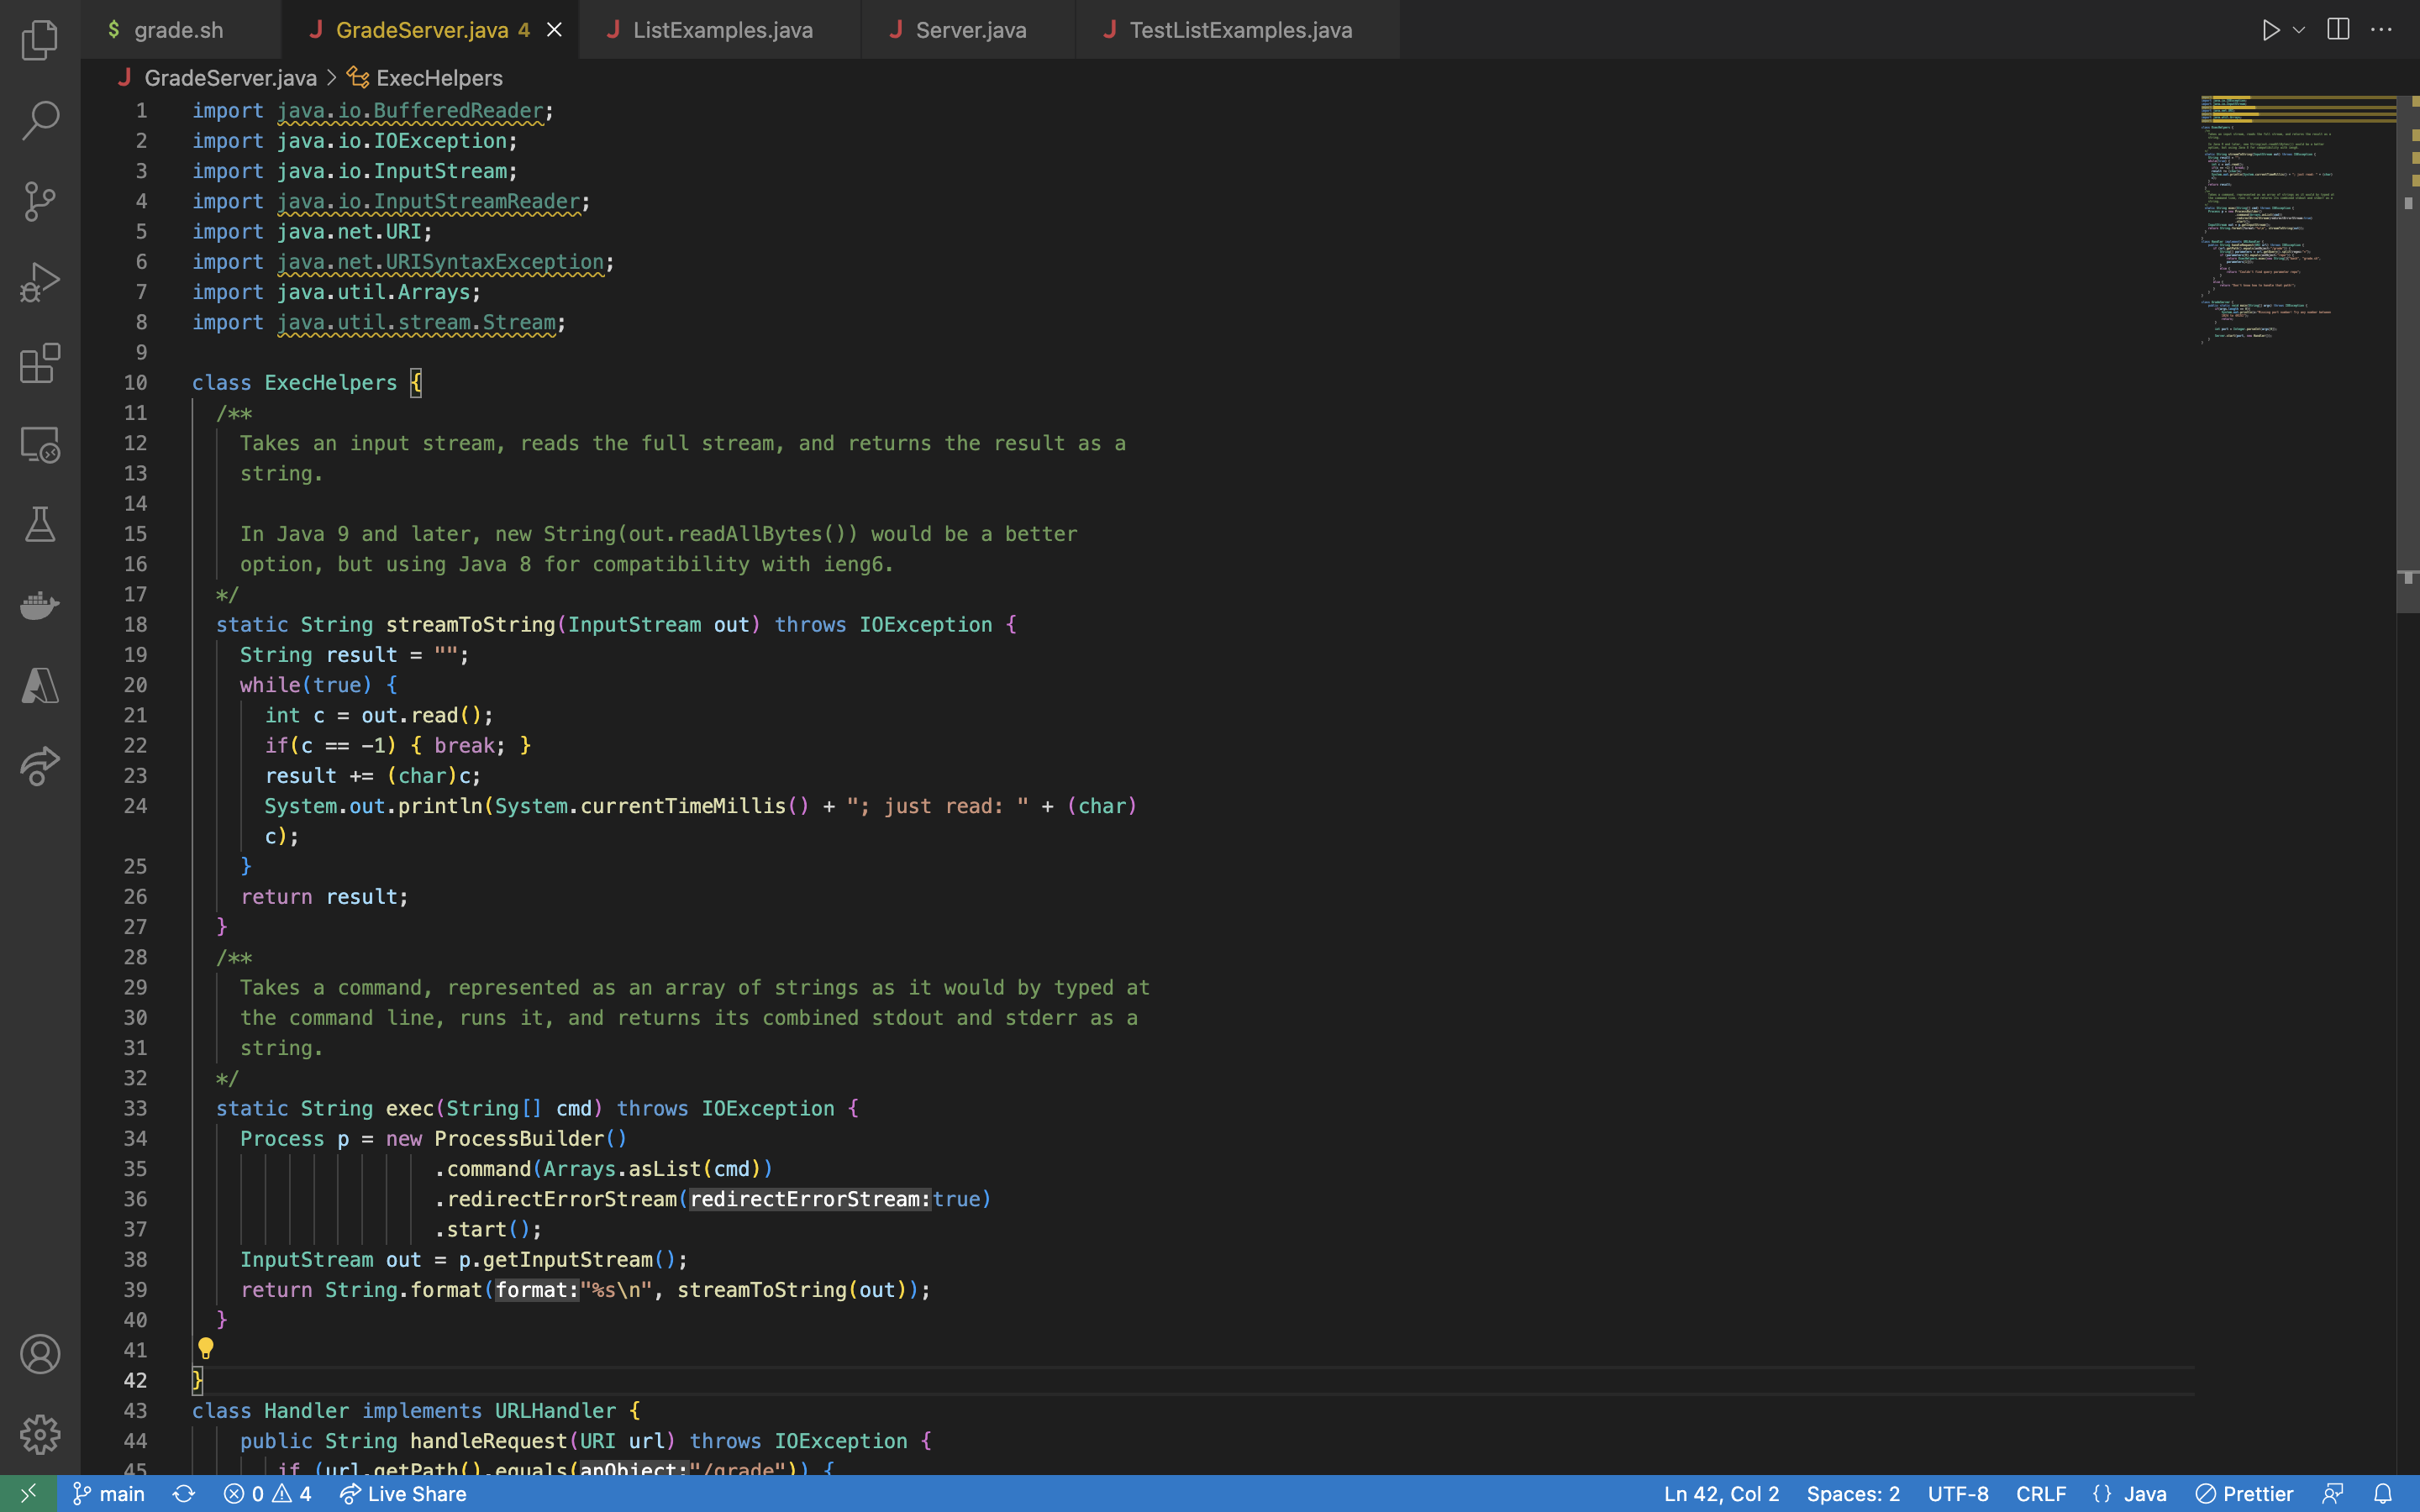 $ grade.sh
J GradeServer.java 4
J ListExamples.java
J Server.java
J TestListExamples.java
J GradeServer.java > ExecHelpers
1 import java.io.BufferedReader;
2 import java.io.IOException;
3 import java.io.InputStream;
4 import java.io.InputStreamReader;
5 import java.net.URI;
6 import java.net.URISyntaxException;
7 import java.util.Arrays;
8 import java.util.stream.Stream;
9
10 class ExecHelpers {
11 /**
12 Takes an input stream, reads the full stream, and returns the result as a
13 string.
14
15 In Java 9 and later, new String(out.readAllBytes()) would be a better
16 option, but using Java 8 for compatibility with ieng6.
17 */
18 static String streamToString(InputStream out) throws IOException {
19 String result = "";
20 while(true) {
21 int c = out.read();
22 if(c == -1) { break; }
23 result += (char)c;
24 System.out.println(System.currentTimeMillis() + "; just read: " + (char)
c);
25 }
26 return result;
27 }
28 /**
29 Takes a command, represented as an array of strings as it would by typed at
30 the command line, runs it, and returns its combined stdout and stderr as a
31 string.
32 */
33 static String exec(String[] cmd) throws IOException {
34 Process p = new ProcessBuilder()
35 .command(Arrays.asList(cmd))
36 .redirectErrorStream(redirectErrorStream:true)
37 .start();
38 InputStream out = p.getInputStream();
39 return String.format(format:"%s\n", streamToString(out));
40 }
41
42 }
43 class Handler implements URLHandler {
44 public String handleRequest(URI url) throws IOException {
45 if (url.getPath().equals(anObject:"/grade")) {
main 0 4 Live Share Ln 42, Col 2 Spaces: 2 UTF-8 CRLF {} Java Prettier